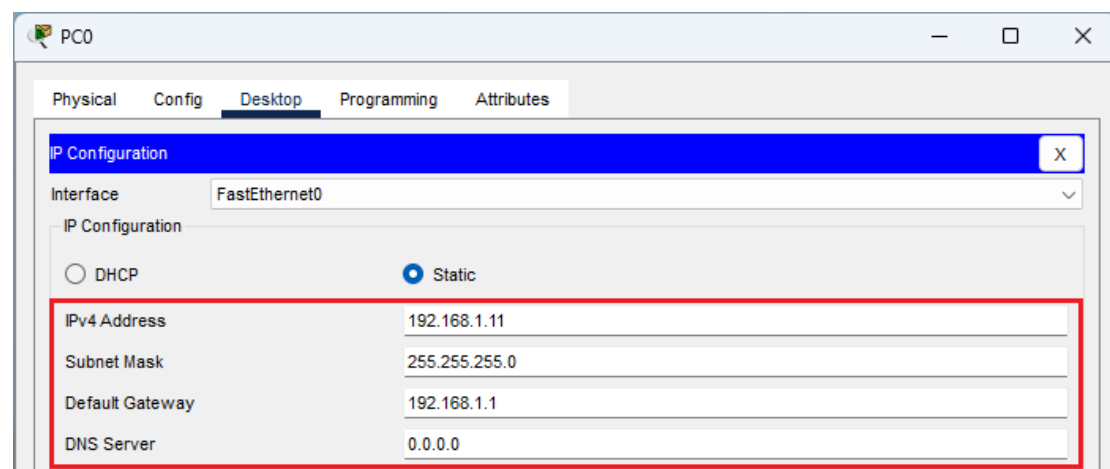 PC0
Physical Config Desktop Programming Attributes
IP Configuration X
Interface FastEthernet0
IP Configuration
DHCP Static
IPv4 Address 192.168.1.11
Subnet Mask 255.255.255.0
Default Gateway 192.168.1.1
DNS Server 0.0.0.0